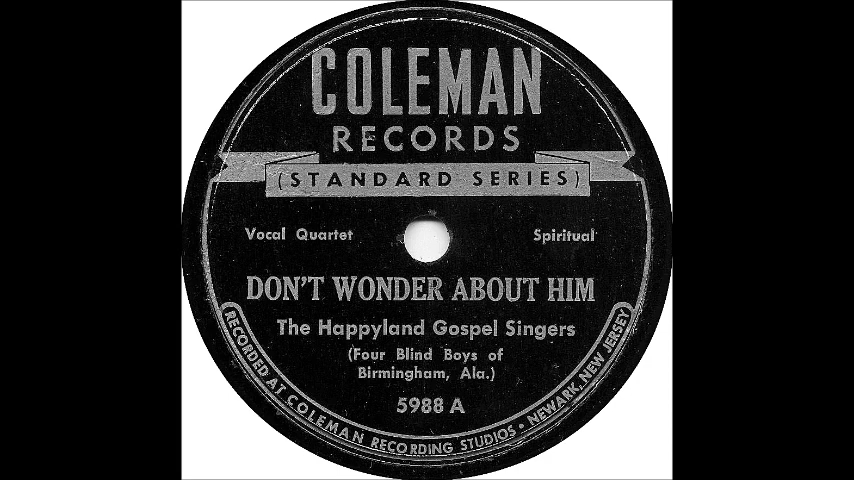 COLEMAN
RECORDS
(STANDARD SERIES)
Vocal Quartet
Spiritual
DON'T WONDER ABOUT HIM
The Happyland Gospel Singers
(Four Blind Boys of
Birmingham, Ala.)
5988 A
RECORDED AT COLEMAN RECORDING STUDIOS • NEWARK, NEW JERSEY